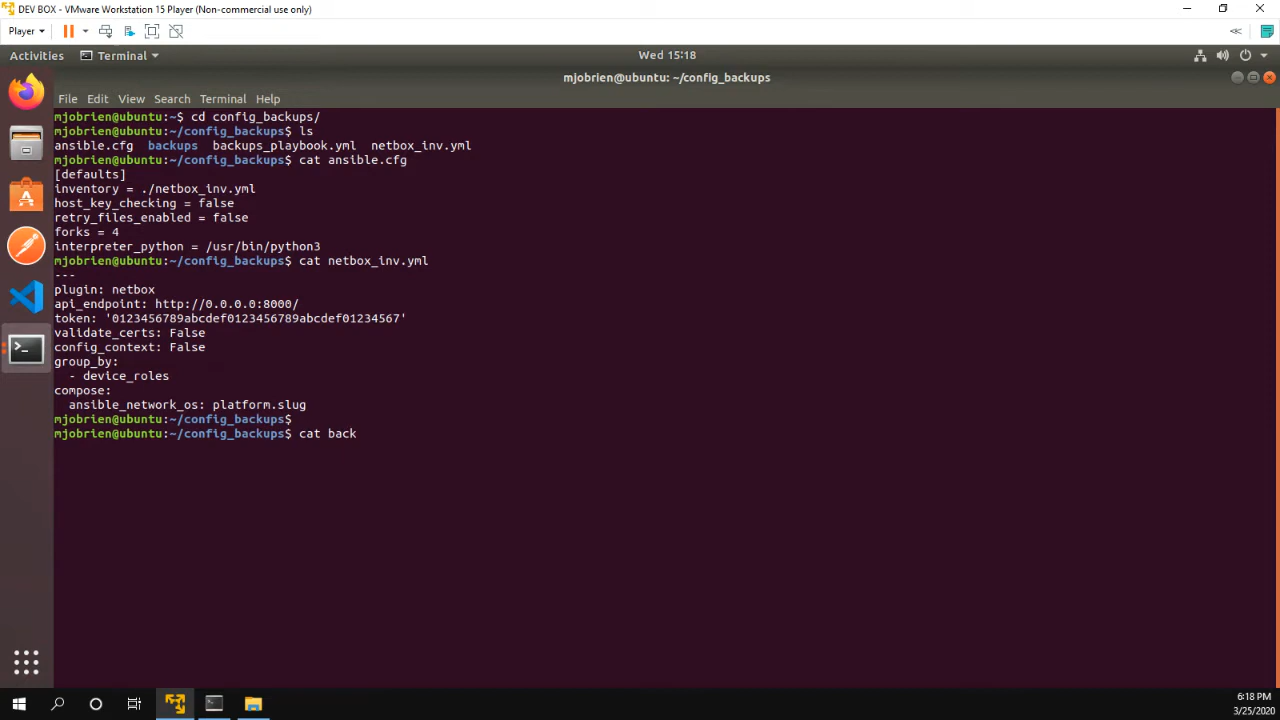 DEV BOX - VMware Workstation 15 Player (Non-commercial use only)
Player
Activities
Terminal
Wed 15:18
mjobrien@ubuntu: ~/config_backups
File Edit View Search Terminal Help
mjobrien@ubuntu:~$ cd config_backups/
mjobrien@ubuntu:~/config_backups$ ls
ansible.cfg backups backups_playbook.yml netbox_inv.yml
mjobrien@ubuntu:~/config_backups$ cat ansible.cfg
[defaults]
inventory = ./netbox_inv.yml
host_key_checking = false
retry_files_enabled = false
forks = 4
interpreter_python = /usr/bin/python3
mjobrien@ubuntu:~/config_backups$ cat netbox_inv.yml
---
plugin: netbox
api_endpoint: http://0.0.0.0:8000/
token: '0123456789abcdef0123456789abcdef01234567'
validate_certs: False
config_context: False
group_by:
  - device_roles
compose:
  ansible_network_os: platform.slug
mjobrien@ubuntu:~/config_backups$
mjobrien@ubuntu:~/config_backups$ cat back
6:18 PM
3/25/2020